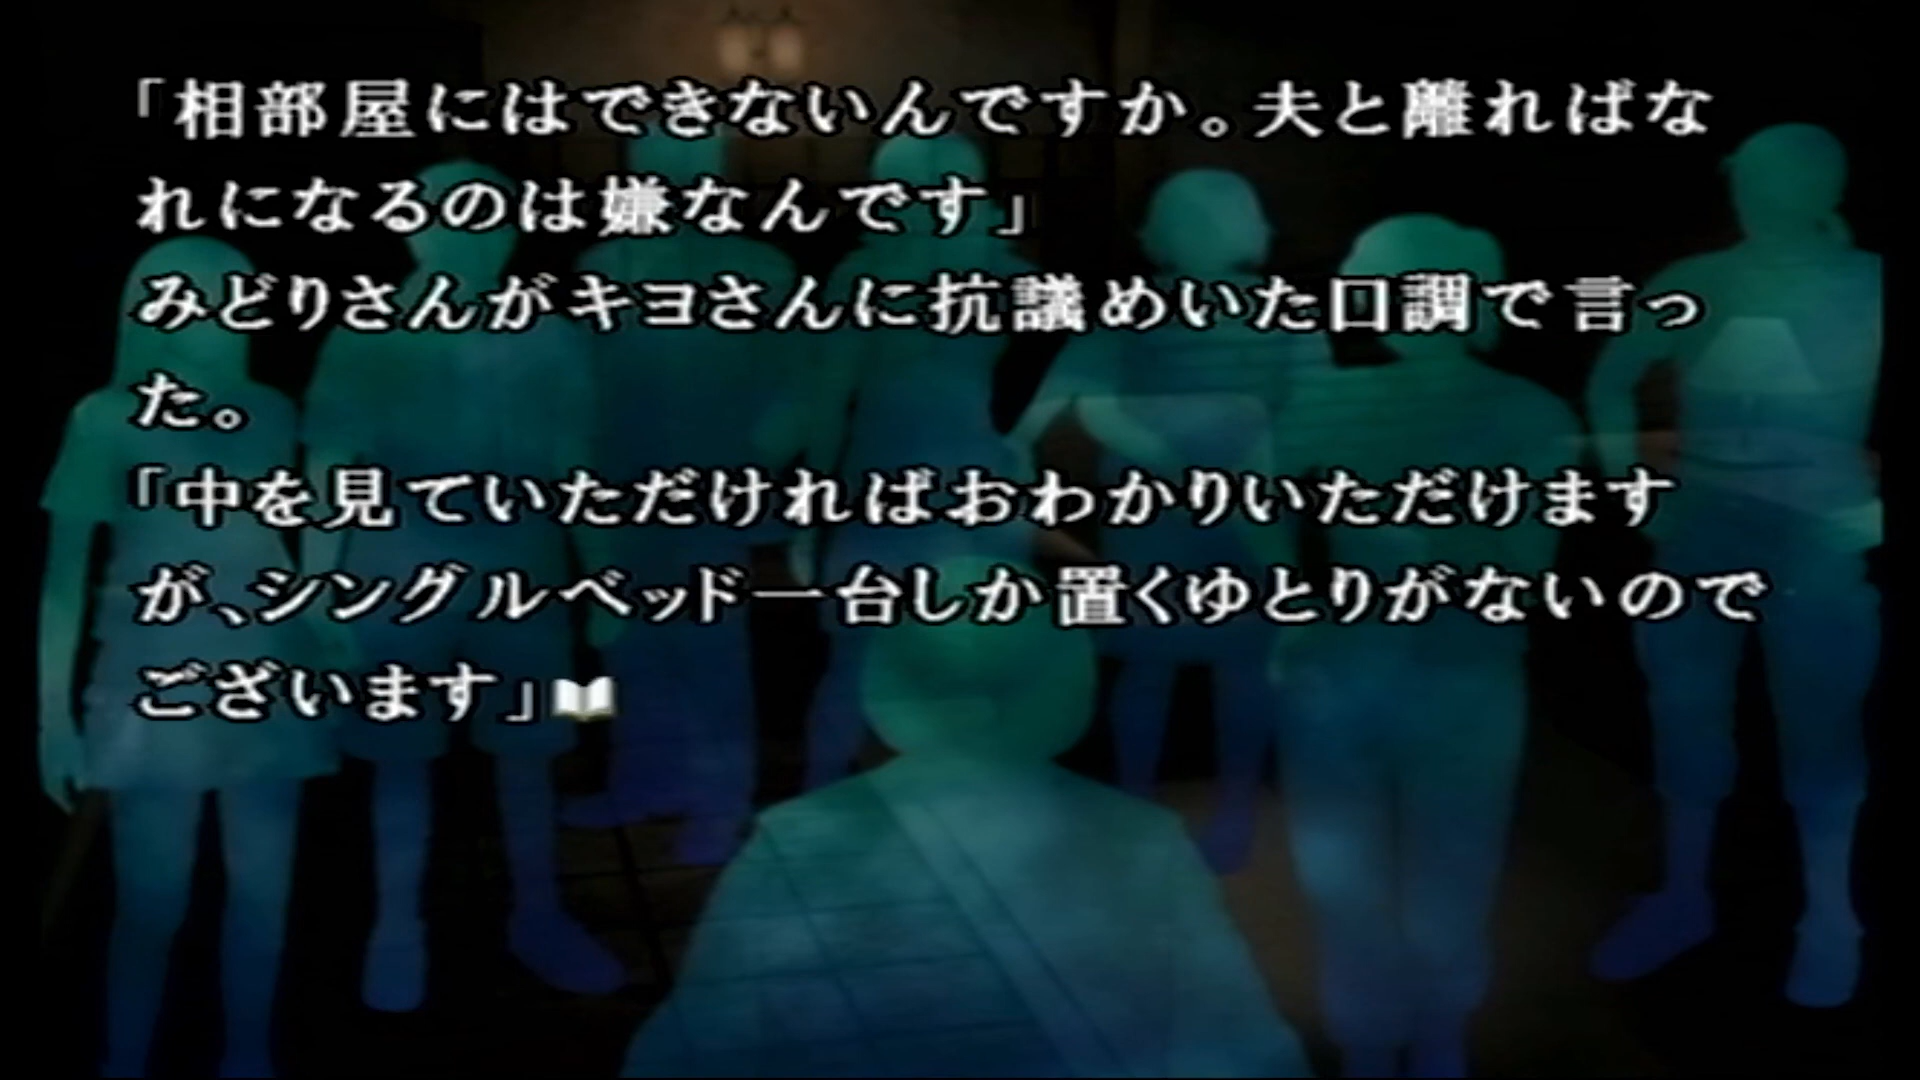 「相部屋にはできないんですか。夫と離ればな
れになるのは嫌なんです」
みどりさんがキヨさんに抗議めいた口調で言っ
た。
「中を見ていただければおわかりいただけます
が、シングルベッド一台しか置くゆとりがないので
ございます」